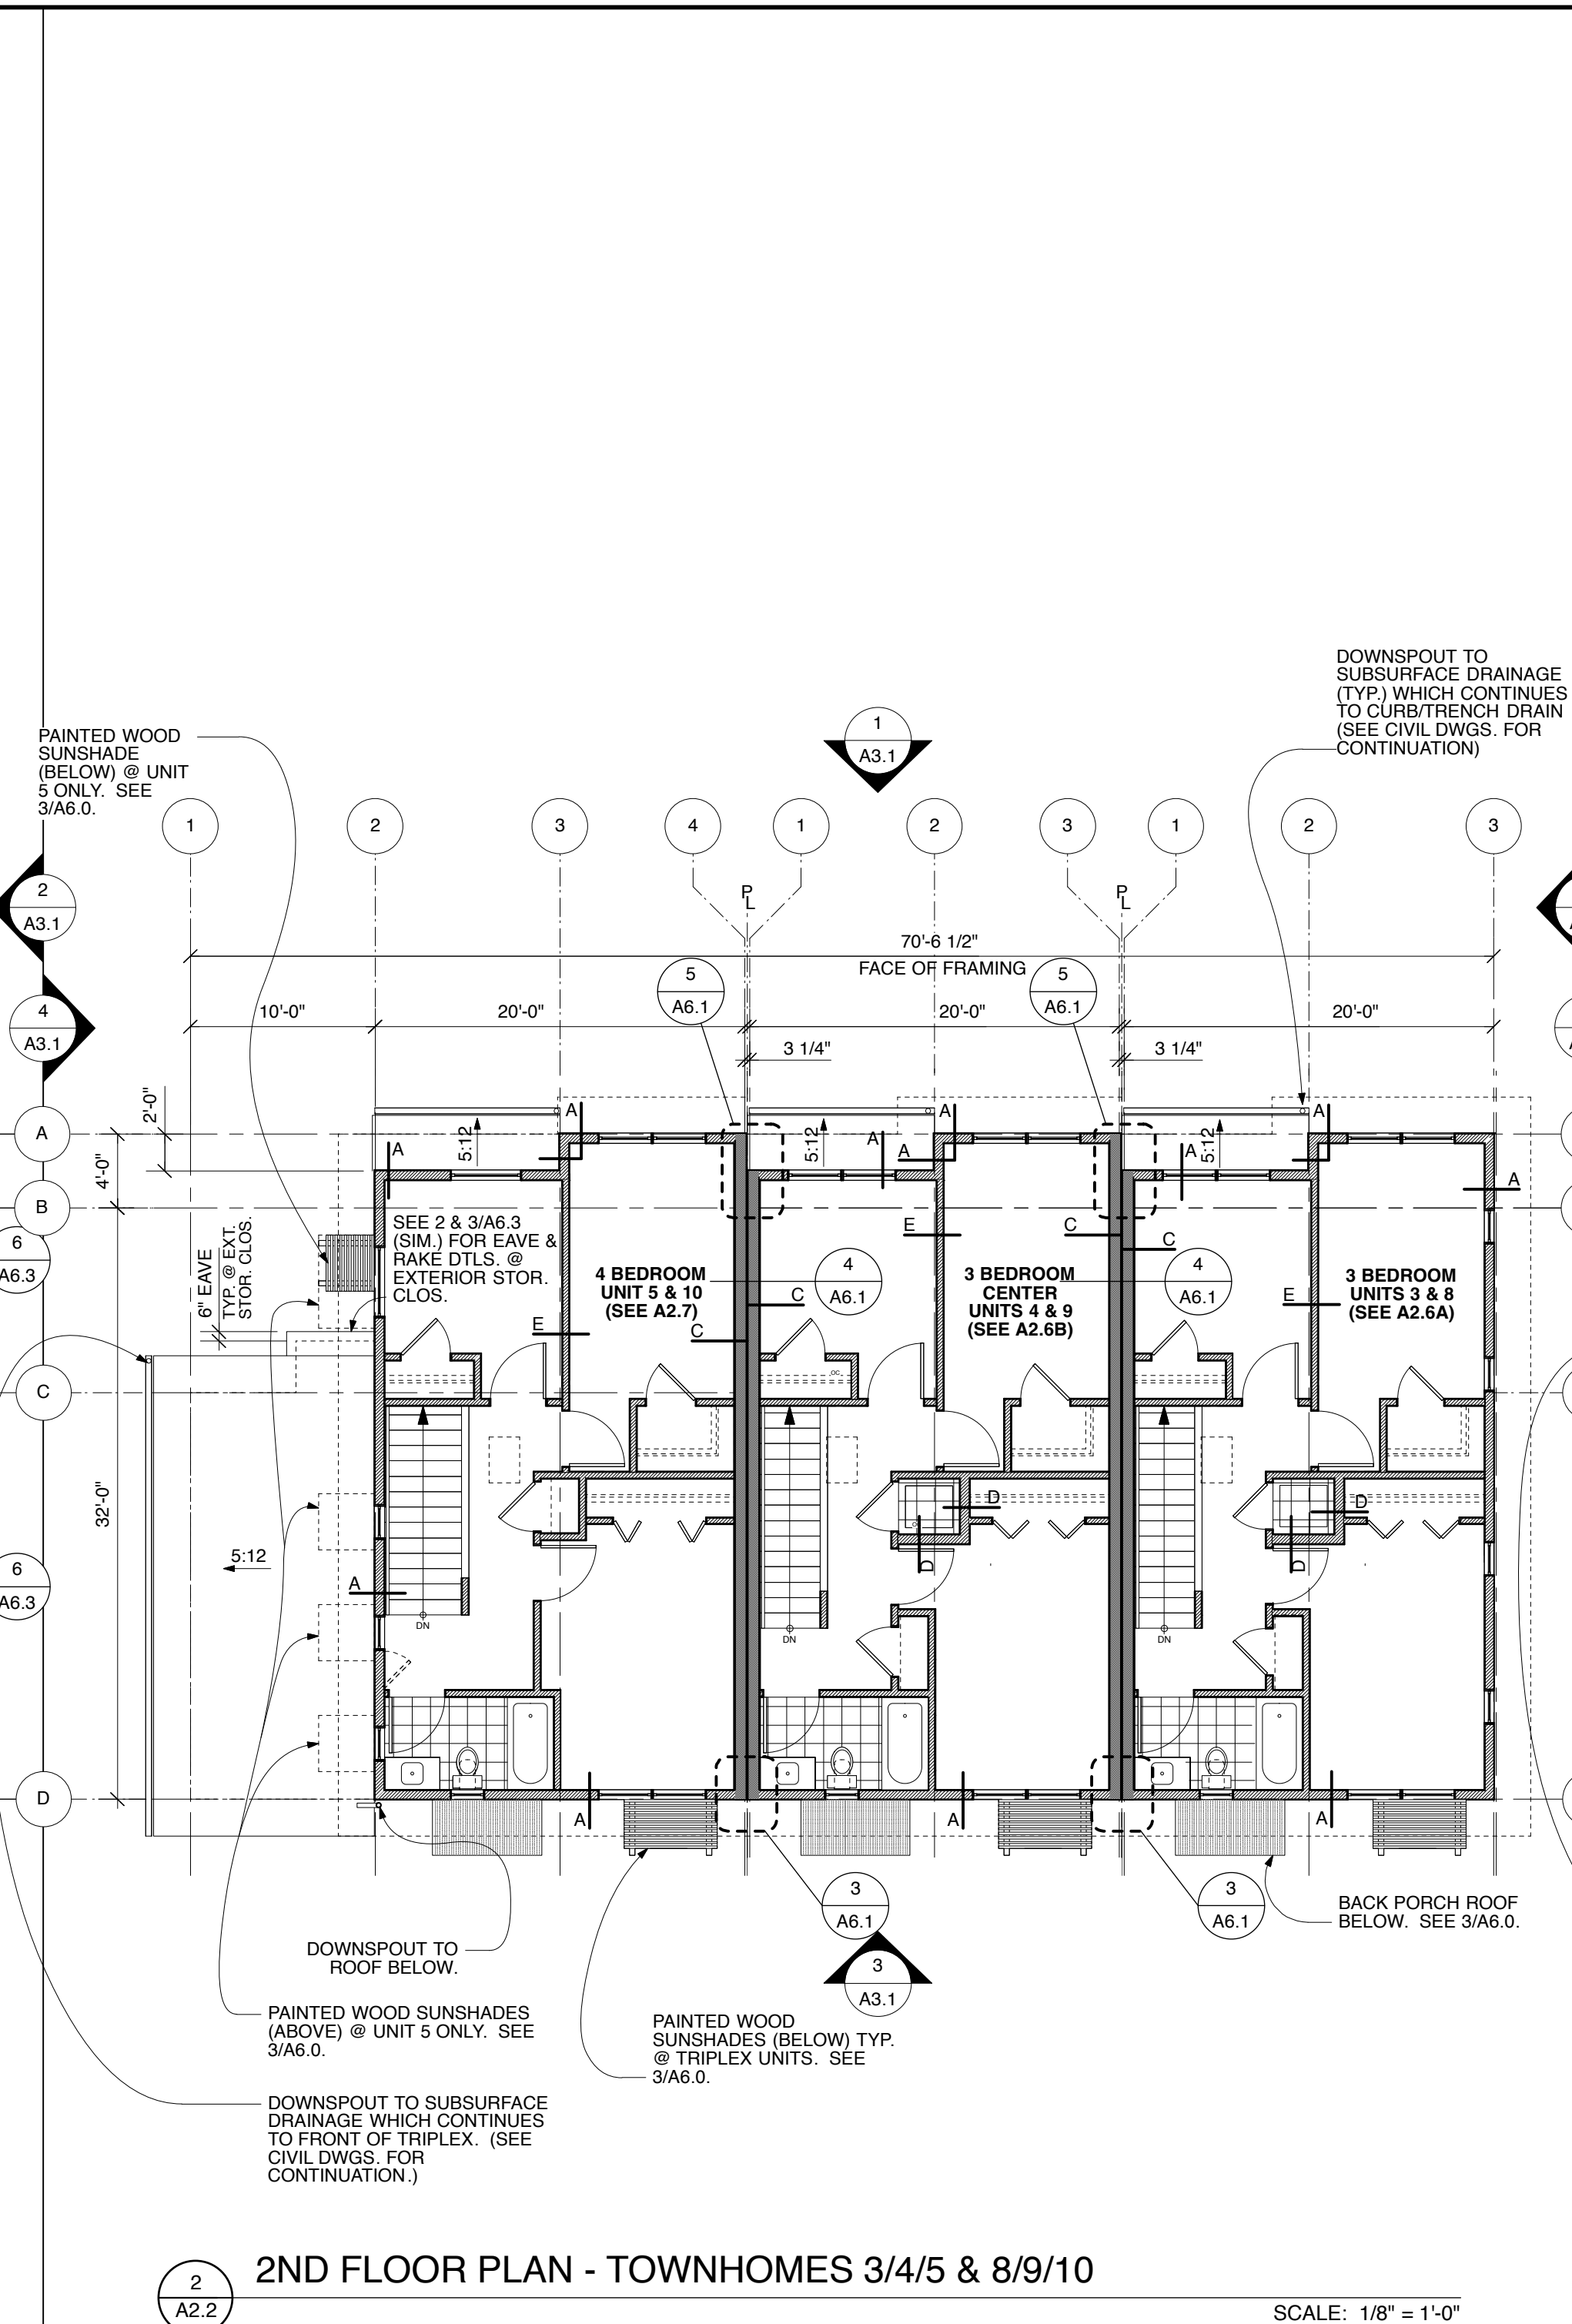 DOWNSPOUT TO
SUBSURFACE DRAINAGE
(TYP.) WHICH CONTINUES
TO CURB/TRENCH DRAIN
(SEE CIVIL DWGS. FOR
CONTINUATION)
PAINTED WOOD
SUNSHADE
(BELOW) @ UNIT
5 ONLY.  SEE
3/A6.0.
1
A3.1
1
2
3
4
1
2
3
1
2
3
2
A3.1
PL
PL
70'-6 1/2"
FACE OF FRAMING
5
A6.1
5
A6.1
4
A3.1
10'-0"
20'-0"
20'-0"
20'-0"
3 1/4"
3 1/4"
2'-0"
4'-0"
A
B
5:12
5:12
5:12
A
A
A
A
A
A
A
A
6
A6.3
6" EAVE
TYP. @ EXT.
STOR. CLOS.
SEE 2 & 3/A6.3
(SIM.) FOR EAVE &
RAKE DTLS. @
EXTERIOR STOR.
CLOS.
4 BEDROOM
UNIT 5 & 10
(SEE A2.7)
4
A6.1
3 BEDROOM
CENTER
UNITS 4 & 9
(SEE A2.6B)
4
A6.1
3 BEDROOM
UNITS 3 & 8
(SEE A2.6A)
E
E
E
C
C
C
C
C
32'-0"
D
D
D
D
6
A6.3
5:12
A
DN
DN
DN
D
A
A
A
3
A6.1
3
A6.1
BACK PORCH ROOF
BELOW.  SEE 3/A6.0.
3
A3.1
DOWNSPOUT TO
ROOF BELOW.
PAINTED WOOD SUNSHADES
(ABOVE) @ UNIT 5 ONLY.  SEE
3/A6.0.
PAINTED WOOD
SUNSHADES (BELOW) TYP.
@ TRIPLEX UNITS.  SEE
3/A6.0.
DOWNSPOUT TO SUBSURFACE
DRAINAGE WHICH CONTINUES
TO FRONT OF TRIPLEX.  (SEE
CIVIL DWGS. FOR
CONTINUATION.)
2
A2.2
2ND FLOOR PLAN - TOWNHOMES 3/4/5 & 8/9/10
SCALE:  1/8" = 1'-0"